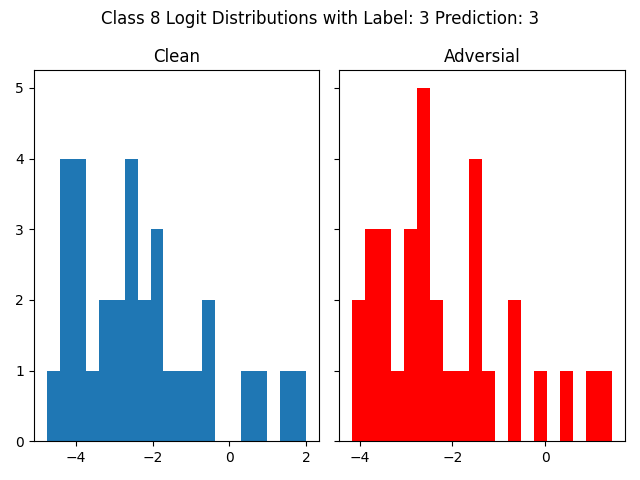 Class 8 Logit Distributions with Label: 3 Prediction: 3
Clean
Adversial
5
4
3
2
1
0
−4 −2 0 2
−4 −2 0